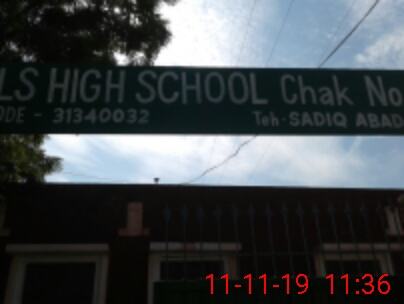 LS HIGH SCHOOL Chak No
ODE - 31340032 Teh-SADIQ ABAD
11-11-19 11:36